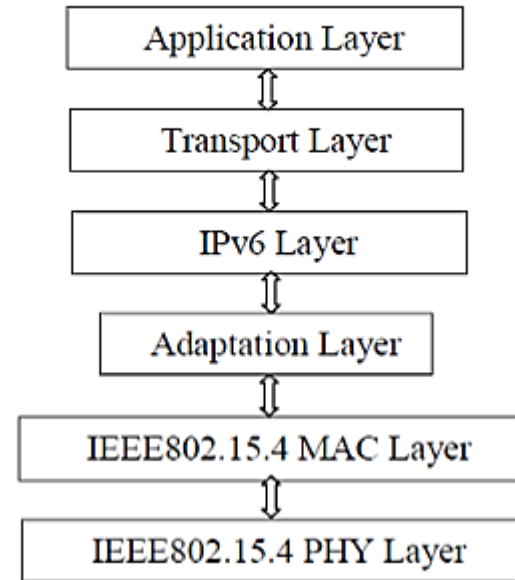 Application Layer
Transport Layer
IPv6 Layer
Adaptation Layer
IEEE802.15.4 MAC Layer
IEEE802.15.4 PHY Layer